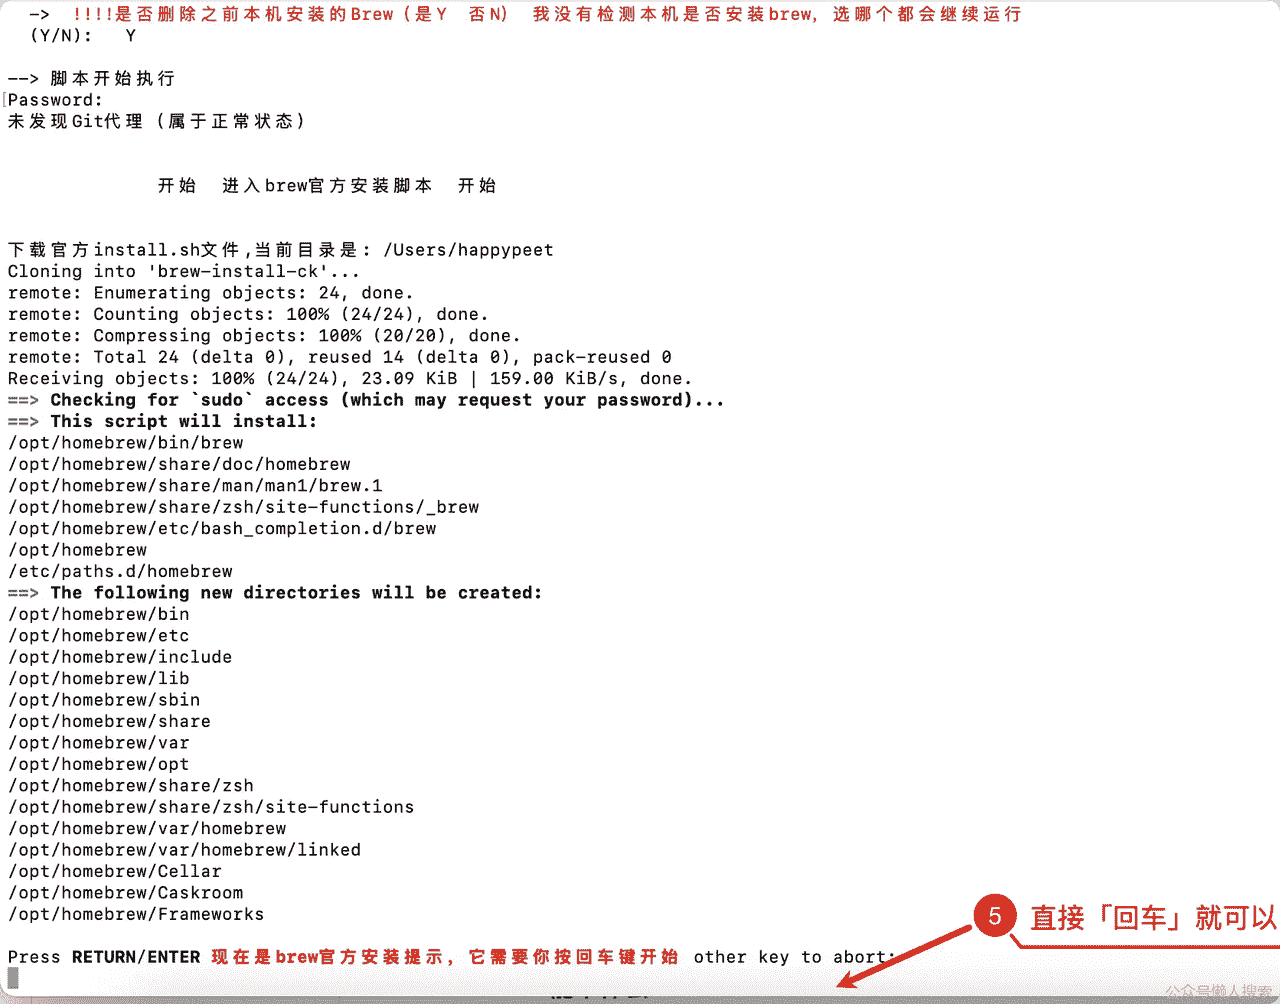 -> !!!!是否删除之前本机安装的Brew（是Y 否N） 我没有检测本机是否安装brew，选哪个都会继续运行
(Y/N): Y
--> 脚本开始执行
Password:
未发现Git代理（属于正常状态）
开始 进入brew官方安装脚本 开始
下载官方install.sh文件,当前目录是: /Users/happypeet
Cloning into 'brew-install-ck'...
remote: Enumerating objects: 24, done.
remote: Counting objects: 100% (24/24), done.
remote: Compressing objects: 100% (20/20), done.
remote: Total 24 (delta 0), reused 14 (delta 0), pack-reused 0
Receiving objects: 100% (24/24), 23.09 KiB | 159.00 KiB/s, done.
==> Checking for `sudo` access (which may request your password)...
==> This script will install:
/opt/homebrew/bin/brew
/opt/homebrew/share/doc/homebrew
/opt/homebrew/share/man/man1/brew.1
/opt/homebrew/share/zsh/site-functions/_brew
/opt/homebrew/etc/bash_completion.d/brew
/opt/homebrew
/etc/paths.d/homebrew
==> The following new directories will be created:
/opt/homebrew/bin
/opt/homebrew/etc
/opt/homebrew/include
/opt/homebrew/lib
/opt/homebrew/sbin
/opt/homebrew/share
/opt/homebrew/var
/opt/homebrew/opt
/opt/homebrew/share/zsh
/opt/homebrew/share/zsh/site-functions
/opt/homebrew/var/homebrew
/opt/homebrew/var/homebrew/linked
/opt/homebrew/Cellar
/opt/homebrew/Caskroom
/opt/homebrew/Frameworks
5 直接「回车」就可以
Press RETURN/ENTER 现在是brew官方安装提示，它需要你按回车键开始 other key to abort:
公众号懒人搜索